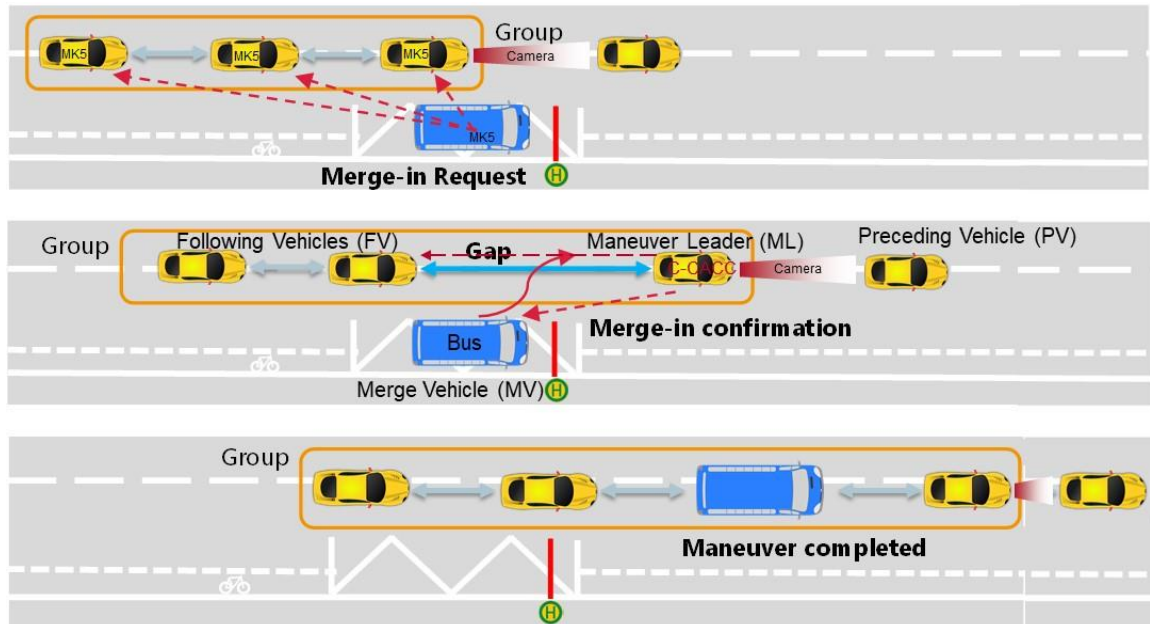 Group
MK5
MK5
MK5
Camera
MK5
Merge-in Request
H
Group
Following Vehicles (FV)
Gap
Maneuver Leader (ML)
Preceding Vehicle (PV)
C-CACC
Camera
Merge-in confirmation
Bus
Merge Vehicle (MV)
H
Group
Maneuver completed
H